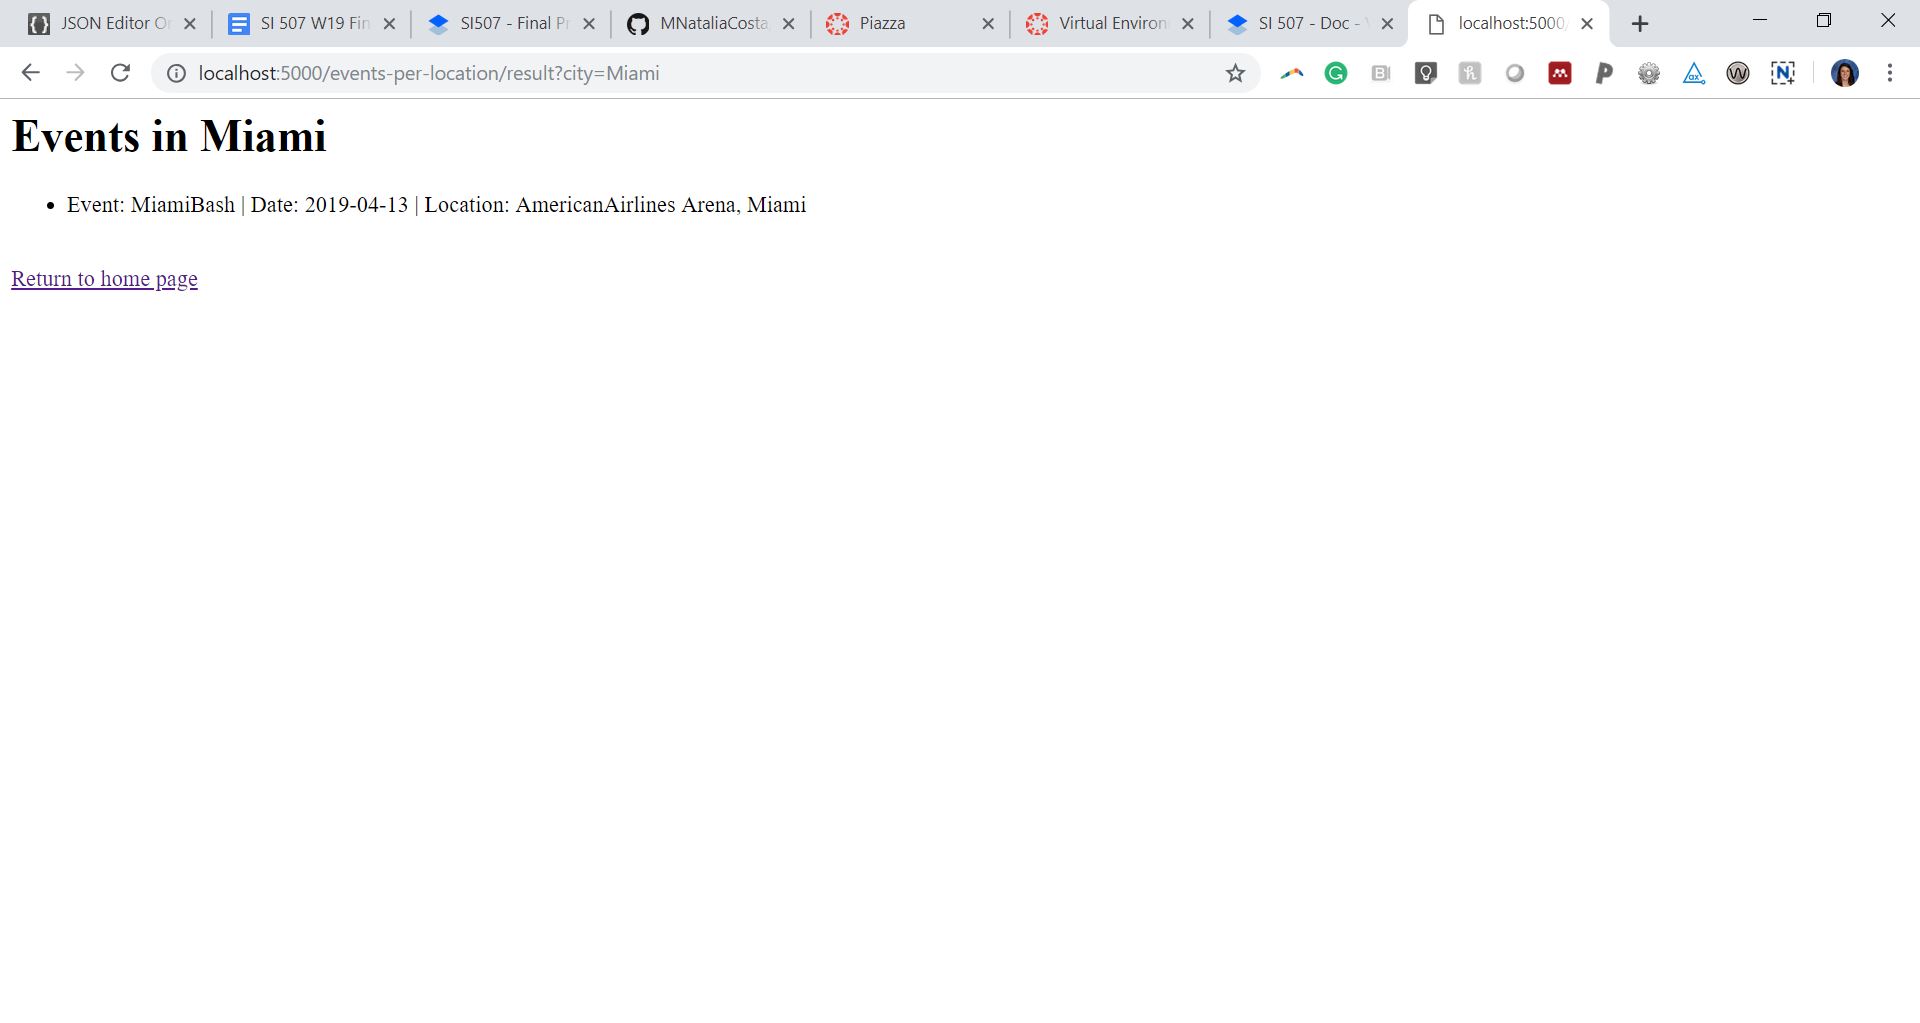 JSON Editor On
SI 507 W19 Fin
SI507 - Final Pr
MNataliaCosta
Piazza
Virtual Environ
SI 507 - Doc -
localhost:5000/
localhost:5000/events-per-location/result?city=Miami
Events in Miami
• Event: MiamiBash | Date: 2019-04-13 | Location: AmericanAirlines Arena, Miami
Return to home page